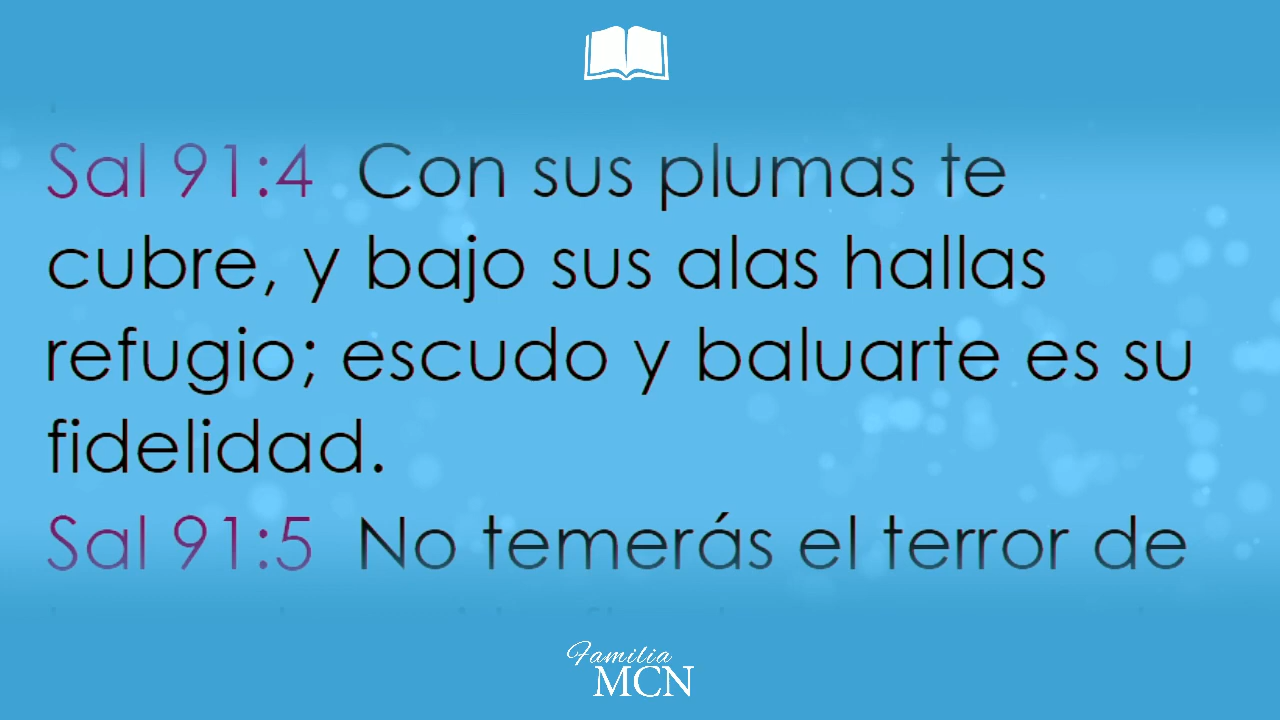 Sal 91:4 Con sus plumas te
cubre, y bajo sus alas hallas
refugio; escudo y baluarte es su
fidelidad.
Sal 91:5 No temerás el terror de
Familia
MCN